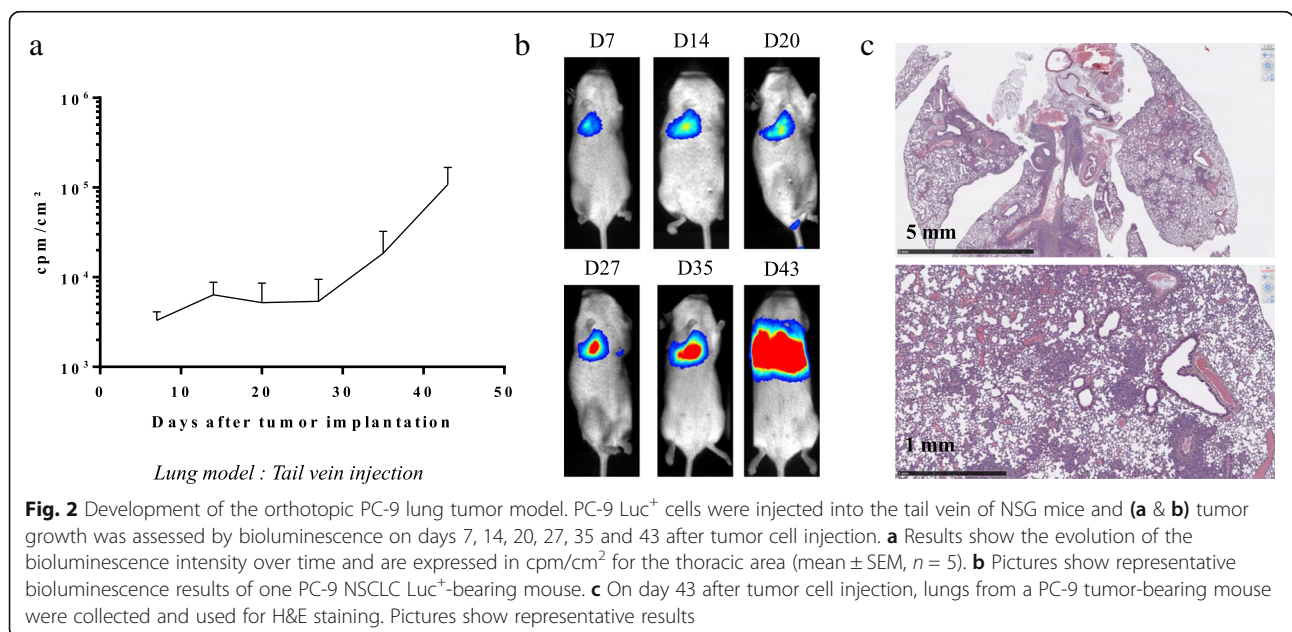 a
10⁶
10⁵
10⁴
10³
cpm/cm²
0
10
20
30
40
50
Days after tumor implantation
Lung model : Tail vein injection
b
D7
D14
D20
D27
D35
D43
c
5 mm
1 mm
Fig. 2 Development of the orthotopic PC-9 lung tumor model. PC-9 Luc⁺ cells were injected into the tail vein of NSG mice and (a & b) tumor
growth was assessed by bioluminescence on days 7, 14, 20, 27, 35 and 43 after tumor cell injection. a Results show the evolution of the
bioluminescence intensity over time and are expressed in cpm/cm² for the thoracic area (mean ± SEM, n = 5). b Pictures show representative
bioluminescence results of one PC-9 NSCLC Luc⁺-bearing mouse. c On day 43 after tumor cell injection, lungs from a PC-9 tumor-bearing mouse
were collected and used for H&E staining. Pictures show representative results